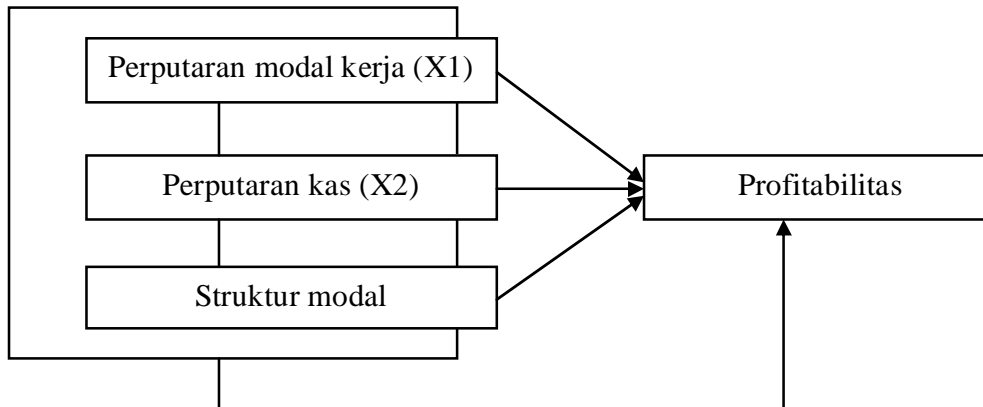 Perputaran modal kerja (X1)
Perputaran kas (X2)
Profitabilitas
Struktur modal